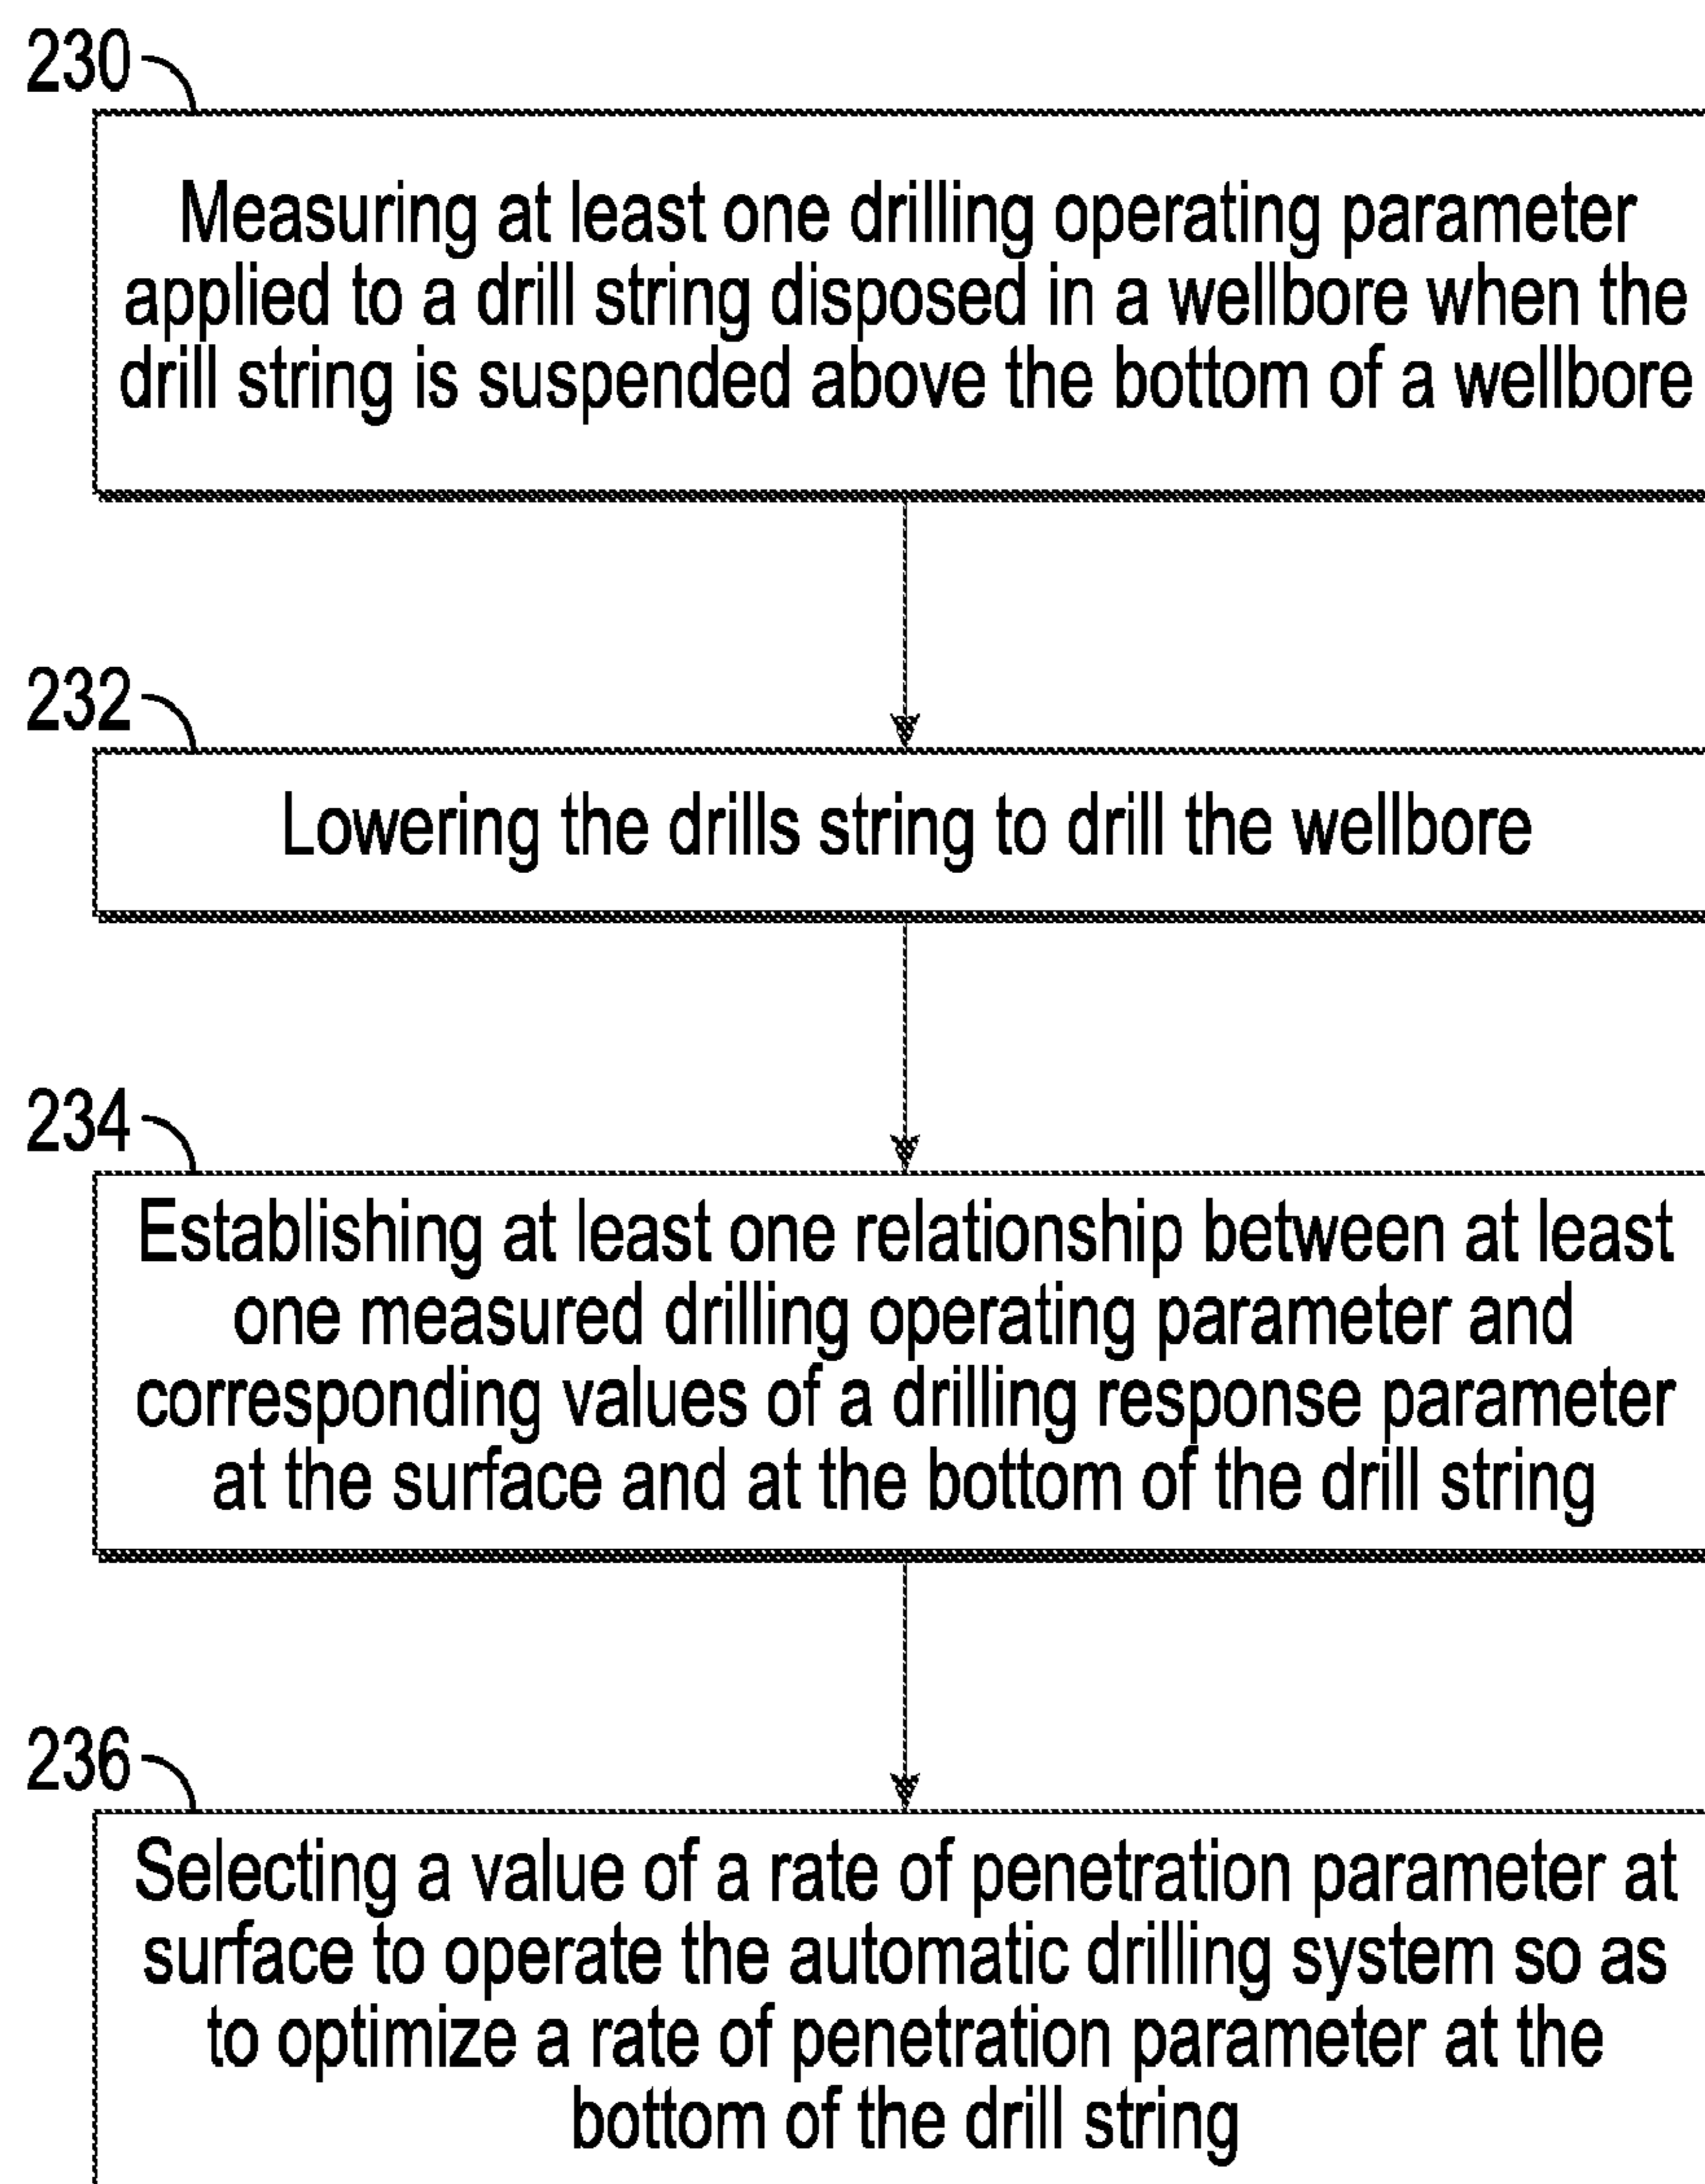 230
Measuring at least one drilling operating parameter
applied to a drill string disposed in a wellbore when the
drill string is suspended above the bottom of a wellbore
232
Lowering the drills string to drill the wellbore
234
Establishing at least one relationship between at least
one measured drilling operating parameter and
corresponding values of a drilling response parameter
at the surface and at the bottom of the drill string
236
Selecting a value of a rate of penetration parameter at
surface to operate the automatic drilling system so as
to optimize a rate of penetration parameter at the
bottom of the drill string